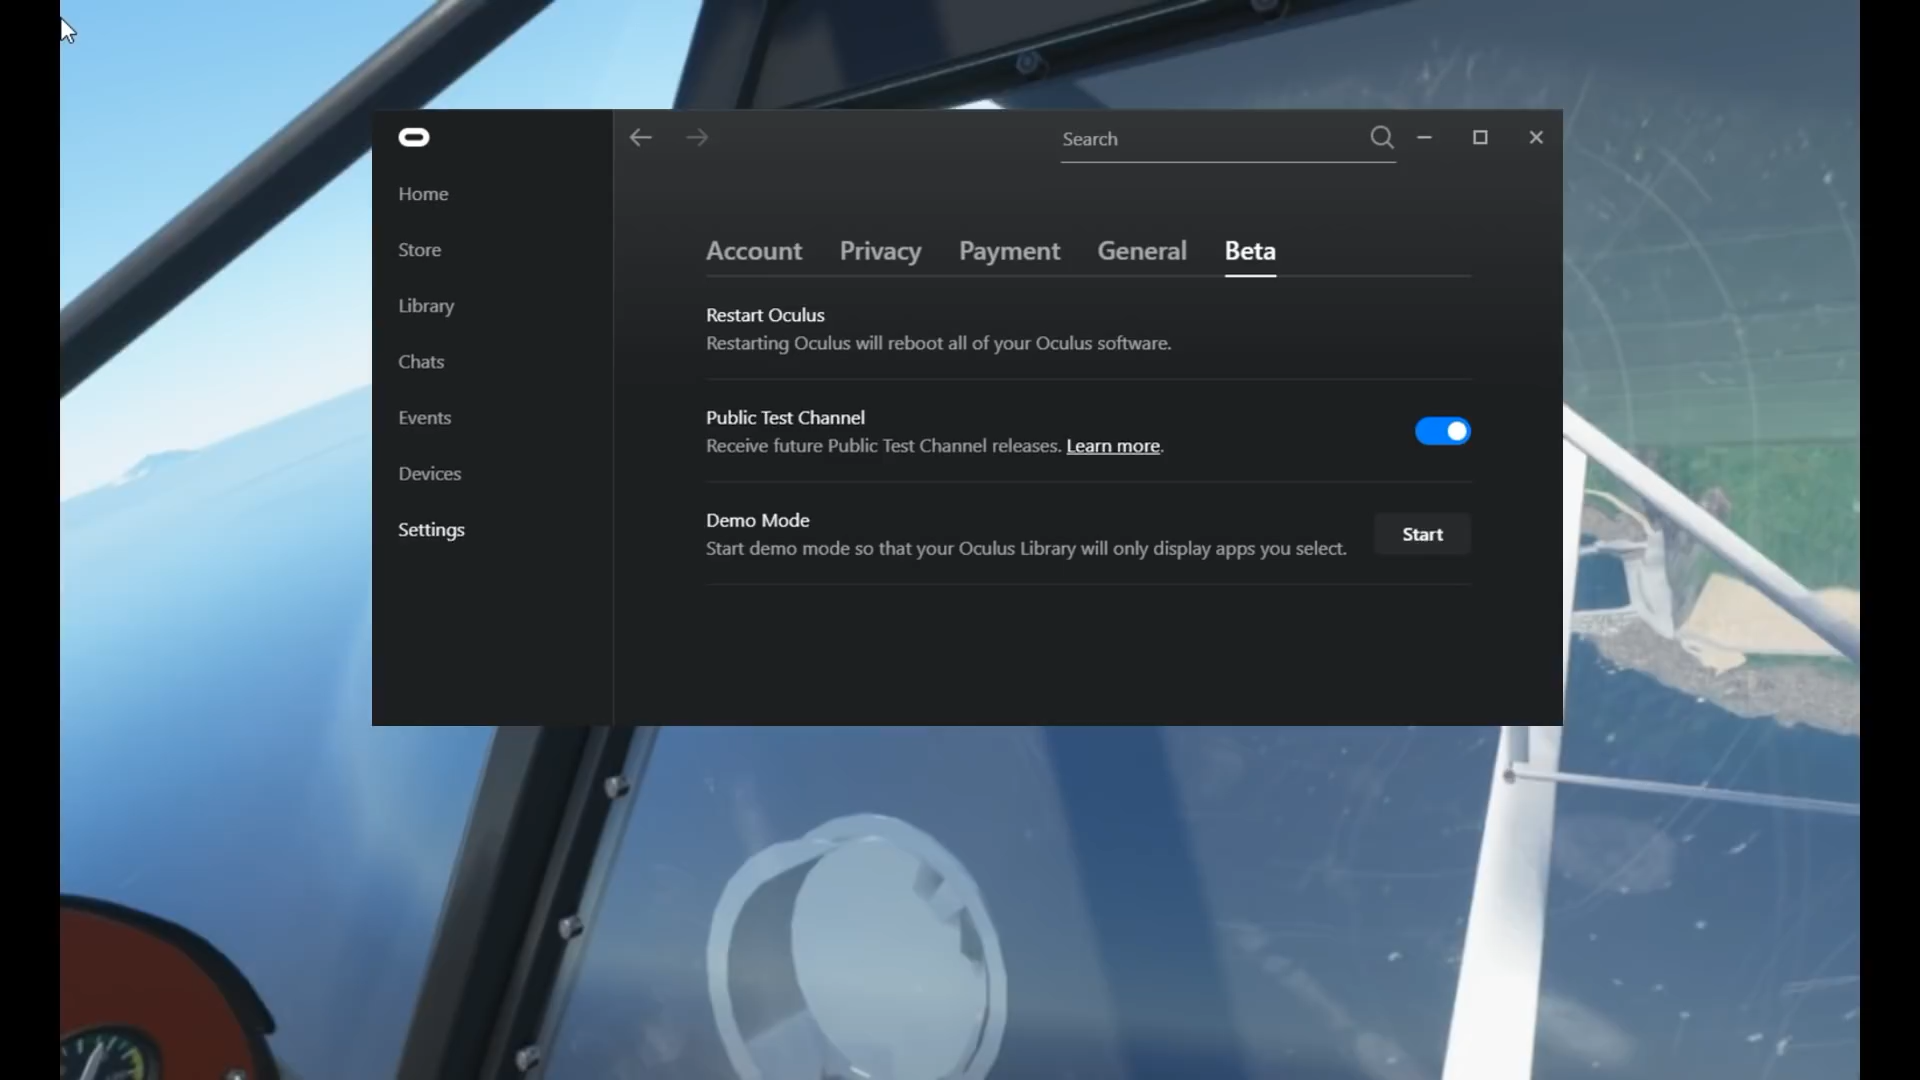 Search
Home
Store
Library
Chats
Events
Devices
Settings
Account Privacy Payment General Beta
Restart Oculus
Restarting Oculus will reboot all of your Oculus software.
Public Test Channel
Receive future Public Test Channel releases. Learn more.
Demo Mode
Start demo mode so that your Oculus Library will only display apps you select.
Start